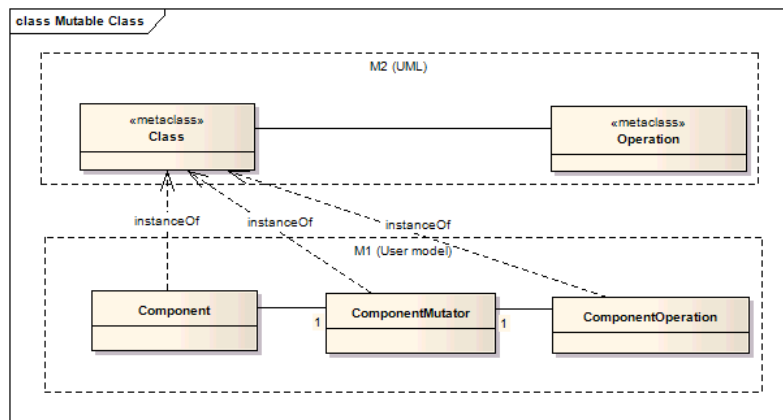 class Mutable Class
M2 (UML)
«metaclass»
Class
«metaclass»
Operation
instanceOf
instanceOf
instanceOf
M1 (User model)
Component
1
ComponentMutator
1
ComponentOperation